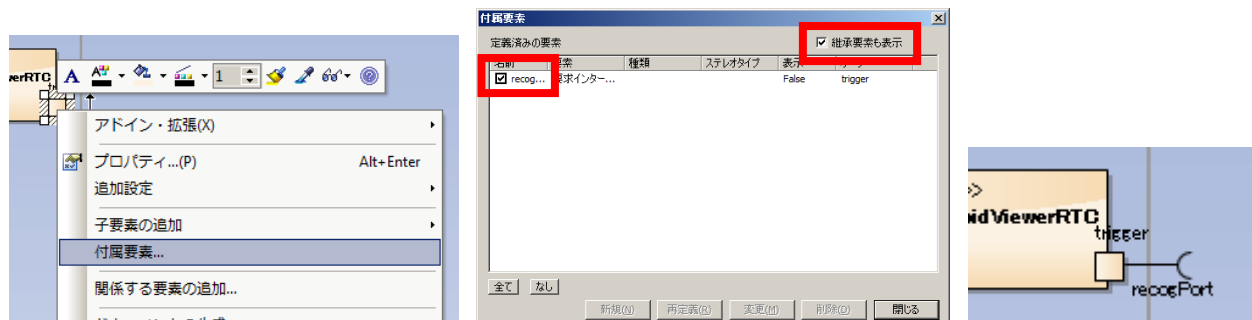 verRTC
A
1
アドイン・拡張(X)
プロパティ...(P) Alt+Enter
追加設定
子要素の追加
付属要素...
関係する要素の追加...
付属要素
定義済みの要素
継承要素も表示
名前 要素 種類 ステレオタイプ 表示
recog... 要求インター... False trigger
全て なし
新規(N) 再定義(R) 変更(M) 削除(D) 閉じる
>>
idViewerRTC
trigger
recogPort